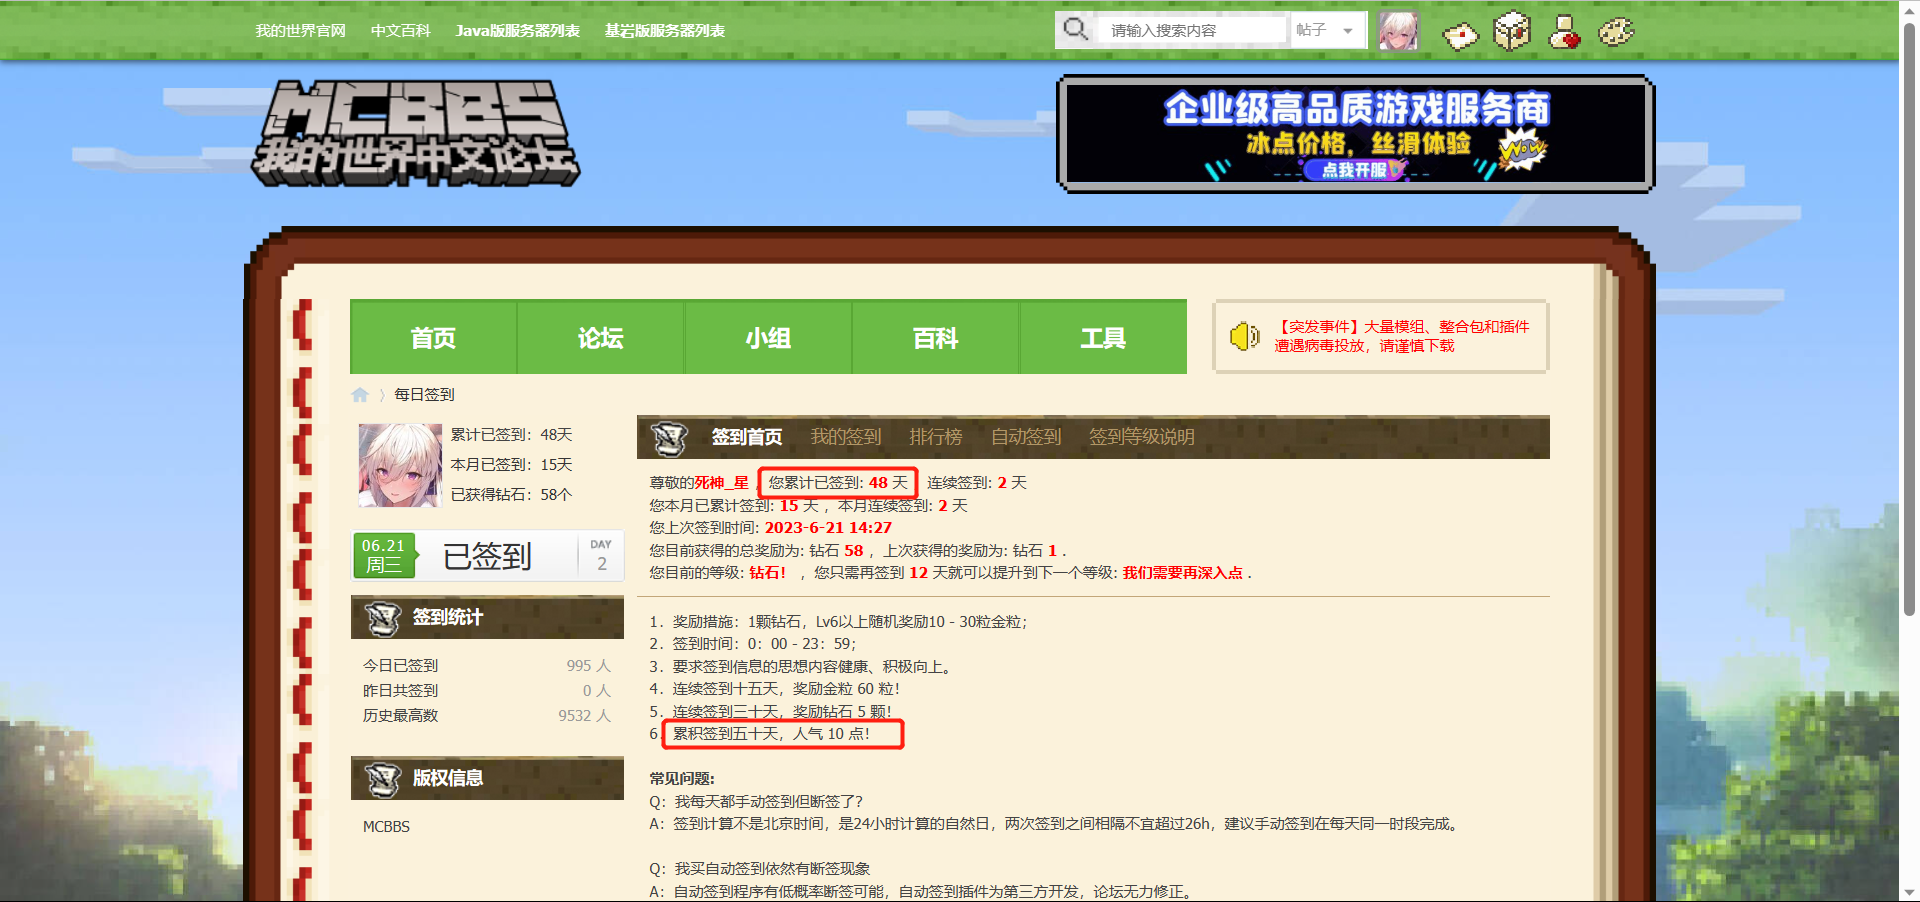 我的世界官网 中文百科 Java版服务器列表 基岩版服务器列表 请输入搜索内容 帖子
MCBBS
我的世界中文论坛
企业级高品质游戏服务商
冰点价格，丝滑体验
WOW
点我开服
首页 论坛 小组 百科 工具
【突发事件】大量模组、整合包和插件
遭遇病毒投放，请谨慎下载
〉 每日签到
累计已签到：48天
本月已签到：15天
已获得钻石：58个
06.21
周三
已签到
DAY
2
签到统计
今日已签到 995 人
昨日共签到 0 人
历史最高数 9532 人
版权信息
MCBBS
签到首页 我的签到 排行榜 自动签到 签到等级说明
尊敬的死神_星 ，您累计已签到: 48 天 连续签到: 2 天
您本月已累计签到: 15 天 ，本月连续签到: 2 天
您上次签到时间: 2023-6-21 14:27
您目前获得的总奖励为: 钻石 58 ，上次获得的奖励为: 钻石 1 .
您目前的等级: 钻石！ ，您只需再签到 12 天就可以提升到下一个等级: 我们需要再深入点 .
1．奖励措施：1颗钻石，Lv6以上随机奖励10 - 30粒金粒；
2．签到时间：0：00 - 23：59；
3．要求签到信息的思想内容健康、积极向上。
4．连续签到十五天，奖励金粒 60 粒！
5．连续签到三十天，奖励钻石 5 颗！
6．累积签到五十天，人气 10 点！
常见问题:
Q：我每天都手动签到但断签了？
A：签到计算不是北京时间，是24小时计算的自然日，两次签到之间相隔不宜超过26h，建议手动签到在每天同一时段完成。
Q：我买自动签到依然有断签现象
A：自动签到程序有低概率断签可能，自动签到插件为第三方开发，论坛无力修正。